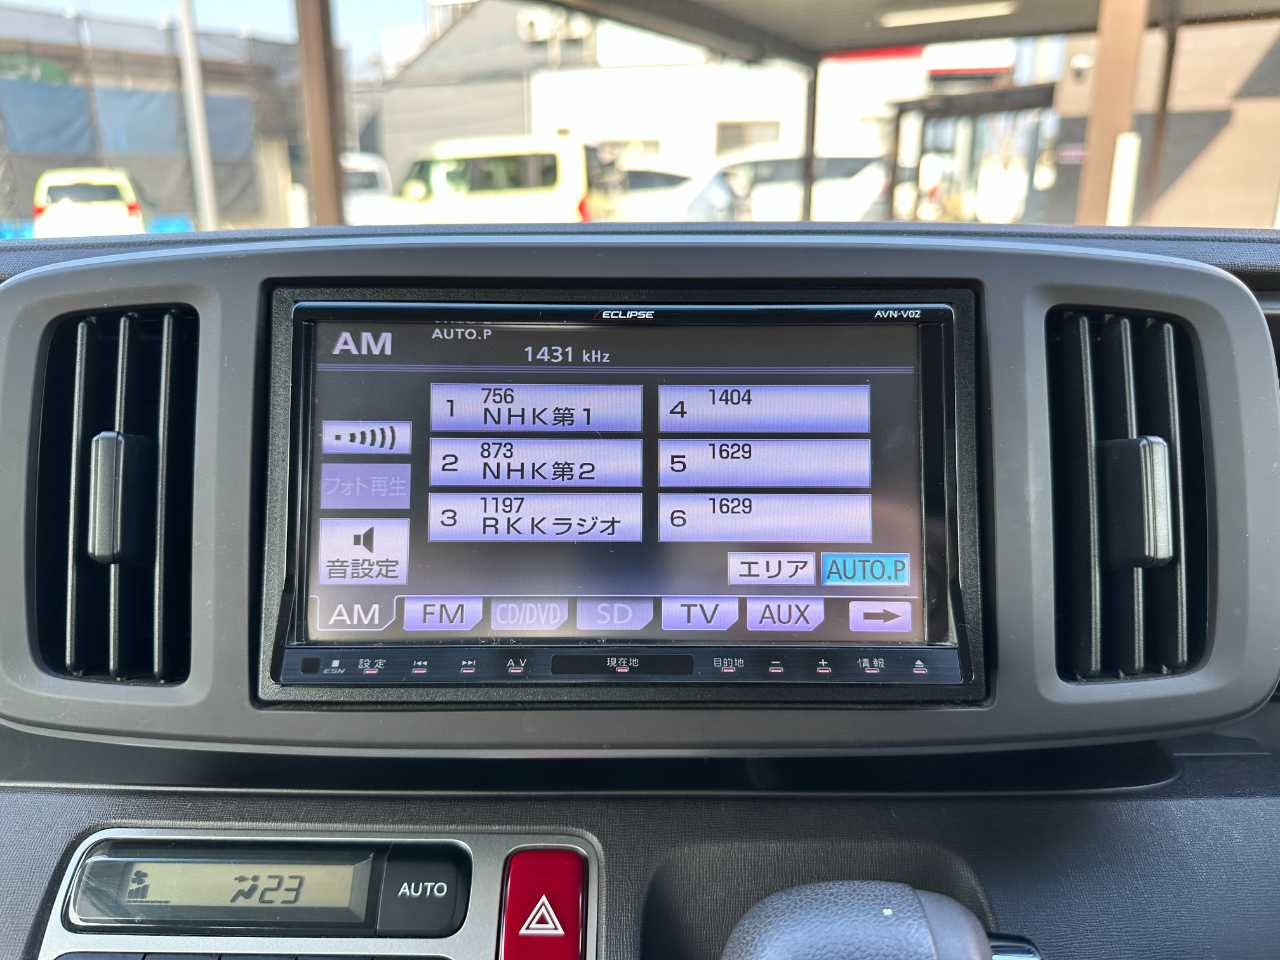 ECLIPSE
AVN-V02
AM
AUTO.P
1431 kHz
1 756 NHK第1
2 873 NHK第2
3 1197 RKKラジオ
4 1404
5 1629
6 1629
フォト再生
音設定
エリア
AUTO.P
AM
FM
CD/DVD
SD
TV
AUX
ESN
設定
AV
現在地
目的地
−
+
情報
23
AUTO